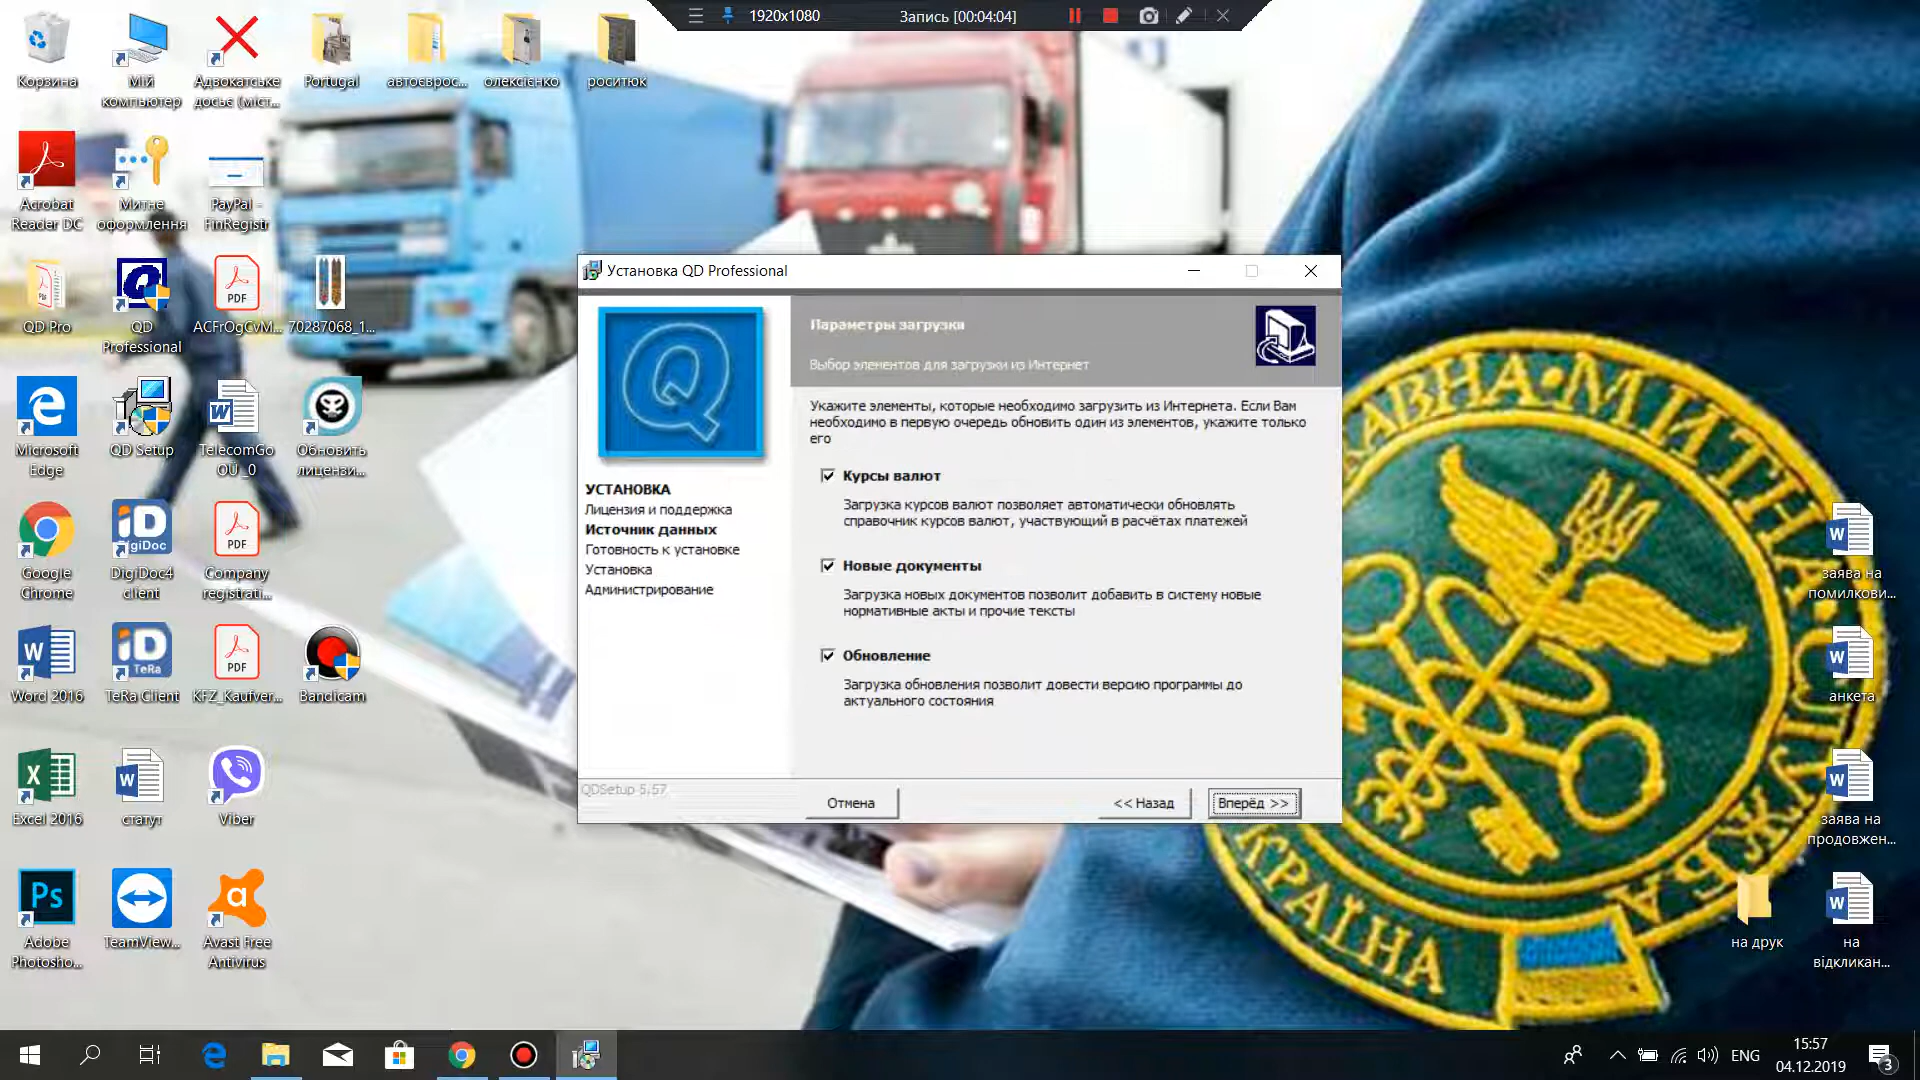 1920x1080
Запись [00:04:04]
Корзина
Мій
компьютер
Адвокатське
досьє (міст...
Portugal
автоєврос...
олексієнко
роситюк
Acrobat
Reader DC
Митне
оформлення
PayPal -
FinRegistr
QD Pro
QD
Professional
PDF
ACFrOgCvM...
70287068_1...
Microsoft
Edge
QD Setup
TelecomGo
OU_0
Обновить
лицензи...
Google
Chrome
DigiDoc4
client
PDF
Company
registrati...
Word 2016
TeRa Client
PDF
KFZ_Kaufver...
Bandicam
Excel 2016
статут
Viber
Adobe
Photosho...
TeamView...
Avast Free
Antivirus
Установка QD Professional
Параметры загрузки
Выбор элементов для загрузки из Интернет
УСТАНОВКА
Лицензия и поддержка
Источник данных
Готовность к установке
Установка
Администрирование
Укажите элементы, которые необходимо загрузить из Интернета. Если Вам
необходимо в первую очередь обновить один из элементов, укажите только
его
Курсы валют
Загрузка курсов валют позволяет автоматически обновлять
справочник курсов валют, участвующий в расчётах платежей
Новые документы
Загрузка новых документов позволит добавить в систему новые
нормативные акты и прочие тексты
Обновление
Загрузка обновления позволит довести версию программы до
актуального состояния
QDSetup 5.57
Отмена
<< Назад
Вперёд >>
заява на
помилкови...
анкета
заява на
продовжен...
на друк
на
відкликан...
ENG
15:57
04.12.2019
3